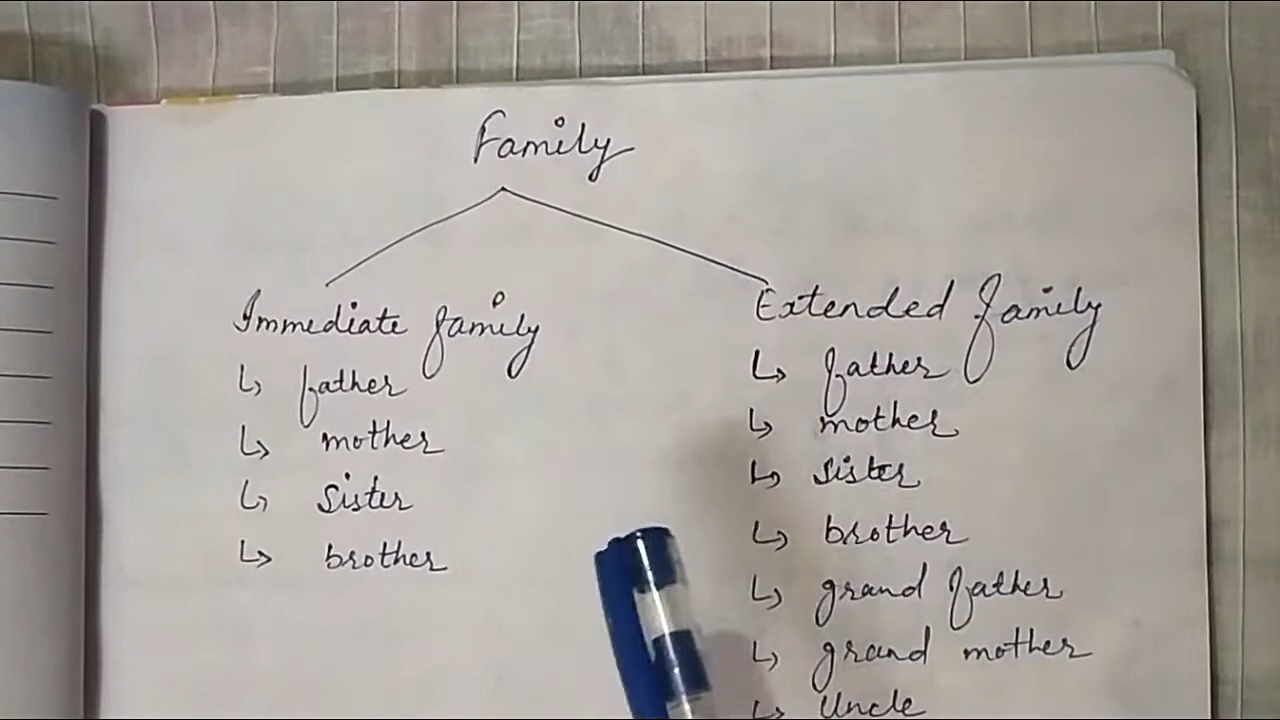 Family
Immediate family
↳ father
↳ mother
↳ sister
↳ brother
Extended family
↳ father
↳ mother
↳ sister
↳ brother
↳ grand father
↳ grand mother
↳ Uncle